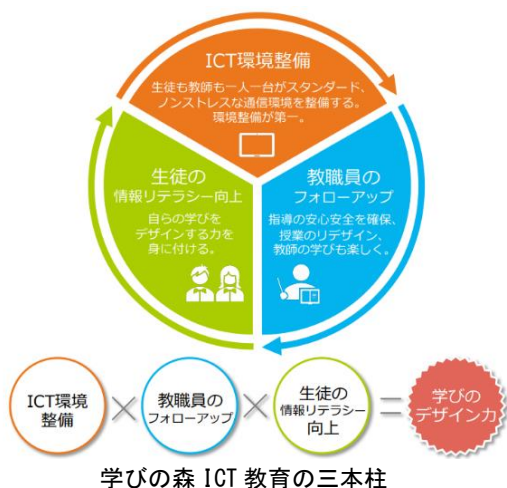 ICT環境整備
生徒も教師も一人一台がスタンダード、
ノンストレスな通信環境を整備する。
環境整備が第一。
生徒の
情報リテラシー向上
自らの学びを
デザインする力を
身に付ける。
教職員の
フォローアップ
指導の安心安全を確保、
授業のリデザイン、
教師の学びも楽しく。
ICT環境
整備
×
教職員の
フォローアップ
×
生徒の
情報リテラシー
向上
=
学びの
デザイン力
学びの森 ICT 教育の三本柱